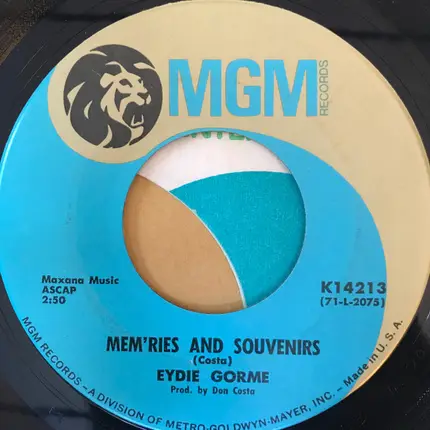 MGM
RECORDS
Maxana Music
ASCAP
2:50
K14213
(71-L-2075)
MEM'RIES AND SOUVENIRS
(Costa)
EYDIE GORME
Prod. by Don Costa
MGM RECORDS - A DIVISION OF METRO-GOLDWYN-MAYER, INC. - Made in U. S. A.